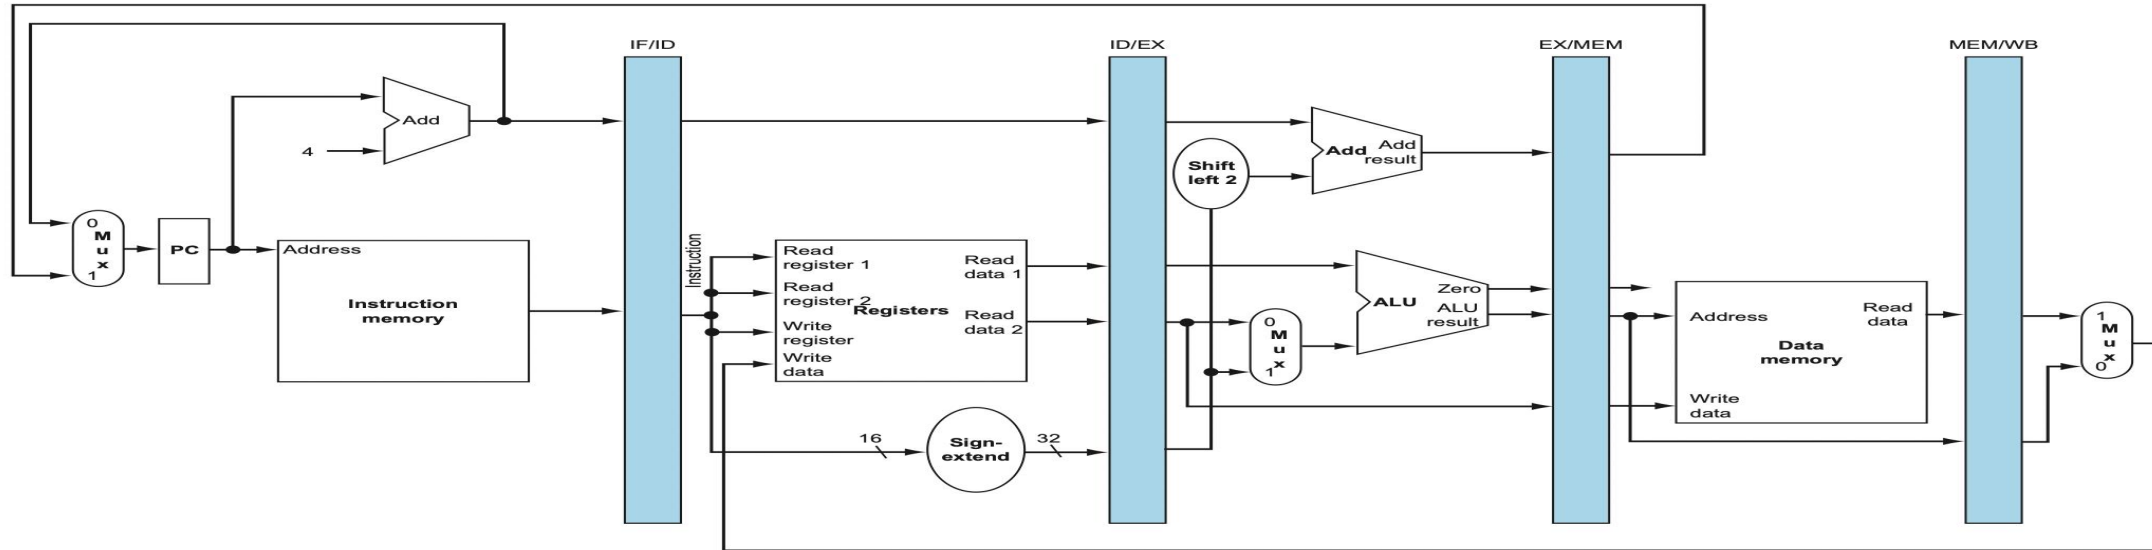 IF/ID
ID/EX
EX/MEM
MEM/WB
Add
4
Add
Add
result
Shift
left 2
0
M
u
x
1
PC
Address
Instruction
memory
Instruction
Read
register 1
Read
register 2
Write
register
Write
data
Registers
Read
data 1
Read
data 2
16
Sign-
extend
32
0
M
u
x
1
ALU
Zero
ALU
result
Address
Write
data
Data
memory
Read
data
1
M
u
x
0